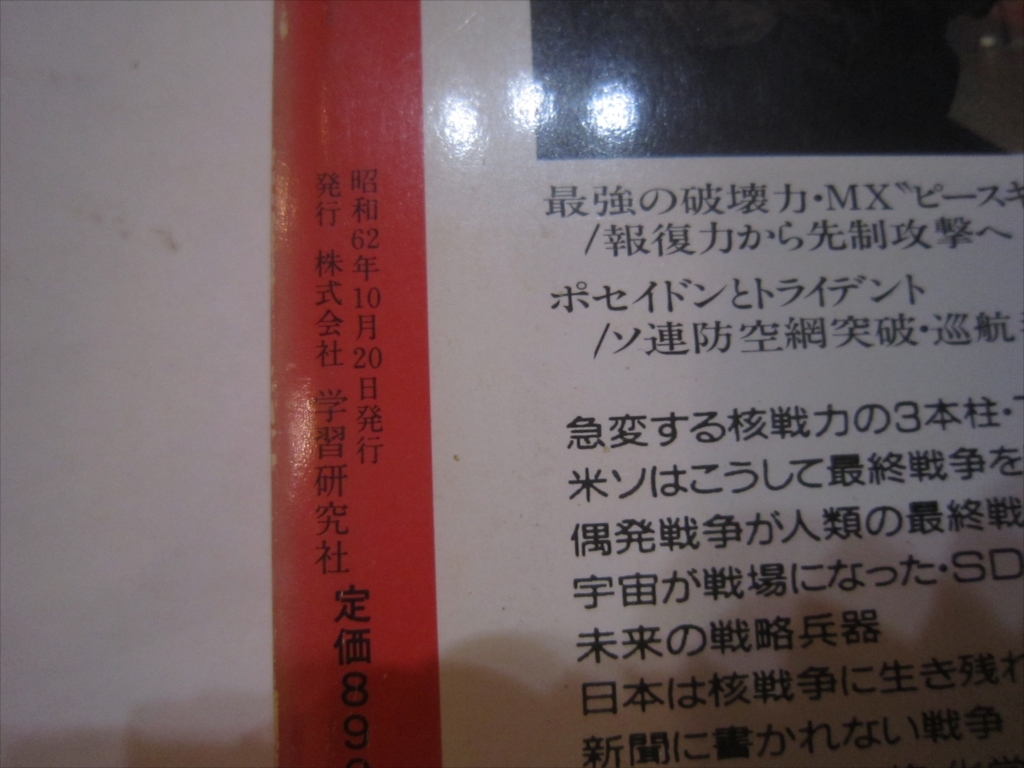 昭和62年10月20日発行
発行 株式会社 学習研究社
定価89
最強の破壊力・MX〝ピースキ
/報復力から先制攻撃へ
ポセイドンとトライデント
/ソ連防空網突破・巡航
急変する核戦力の3本柱・
米ソはこうして最終戦争を
偶発戦争が人類の最終戦
宇宙が戦場になった・SD
未来の戦略兵器
日本は核戦争に生き残れ
新聞に書かれない戦争